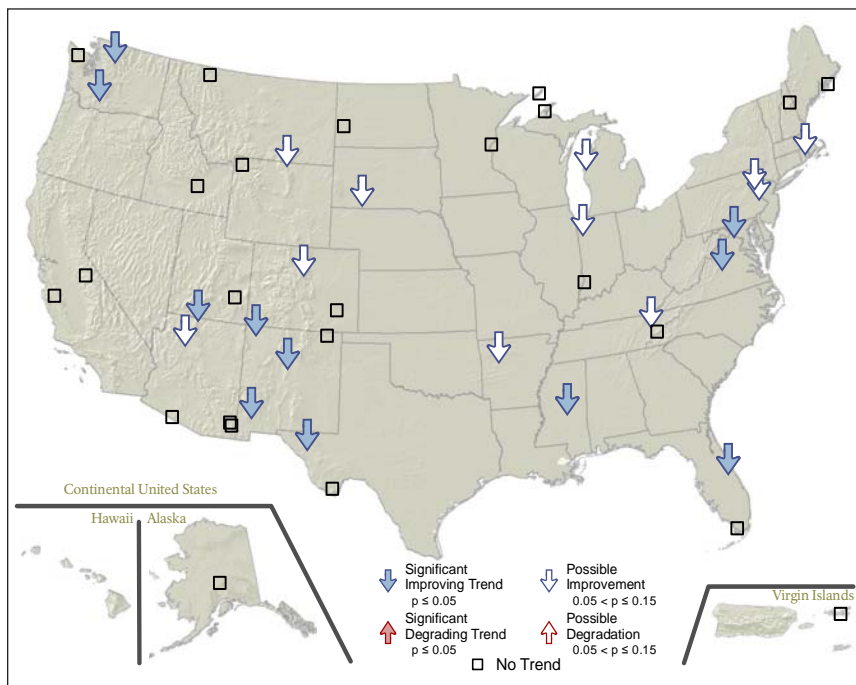 Continental United States
Hawaii
Alaska
Virgin Islands
Significant
Improving Trend
p ≤ 0.05
Possible
Improvement
0.05 < p ≤ 0.15
Significant
Degrading Trend
p ≤ 0.05
Possible
Degradation
0.05 < p ≤ 0.15
No Trend